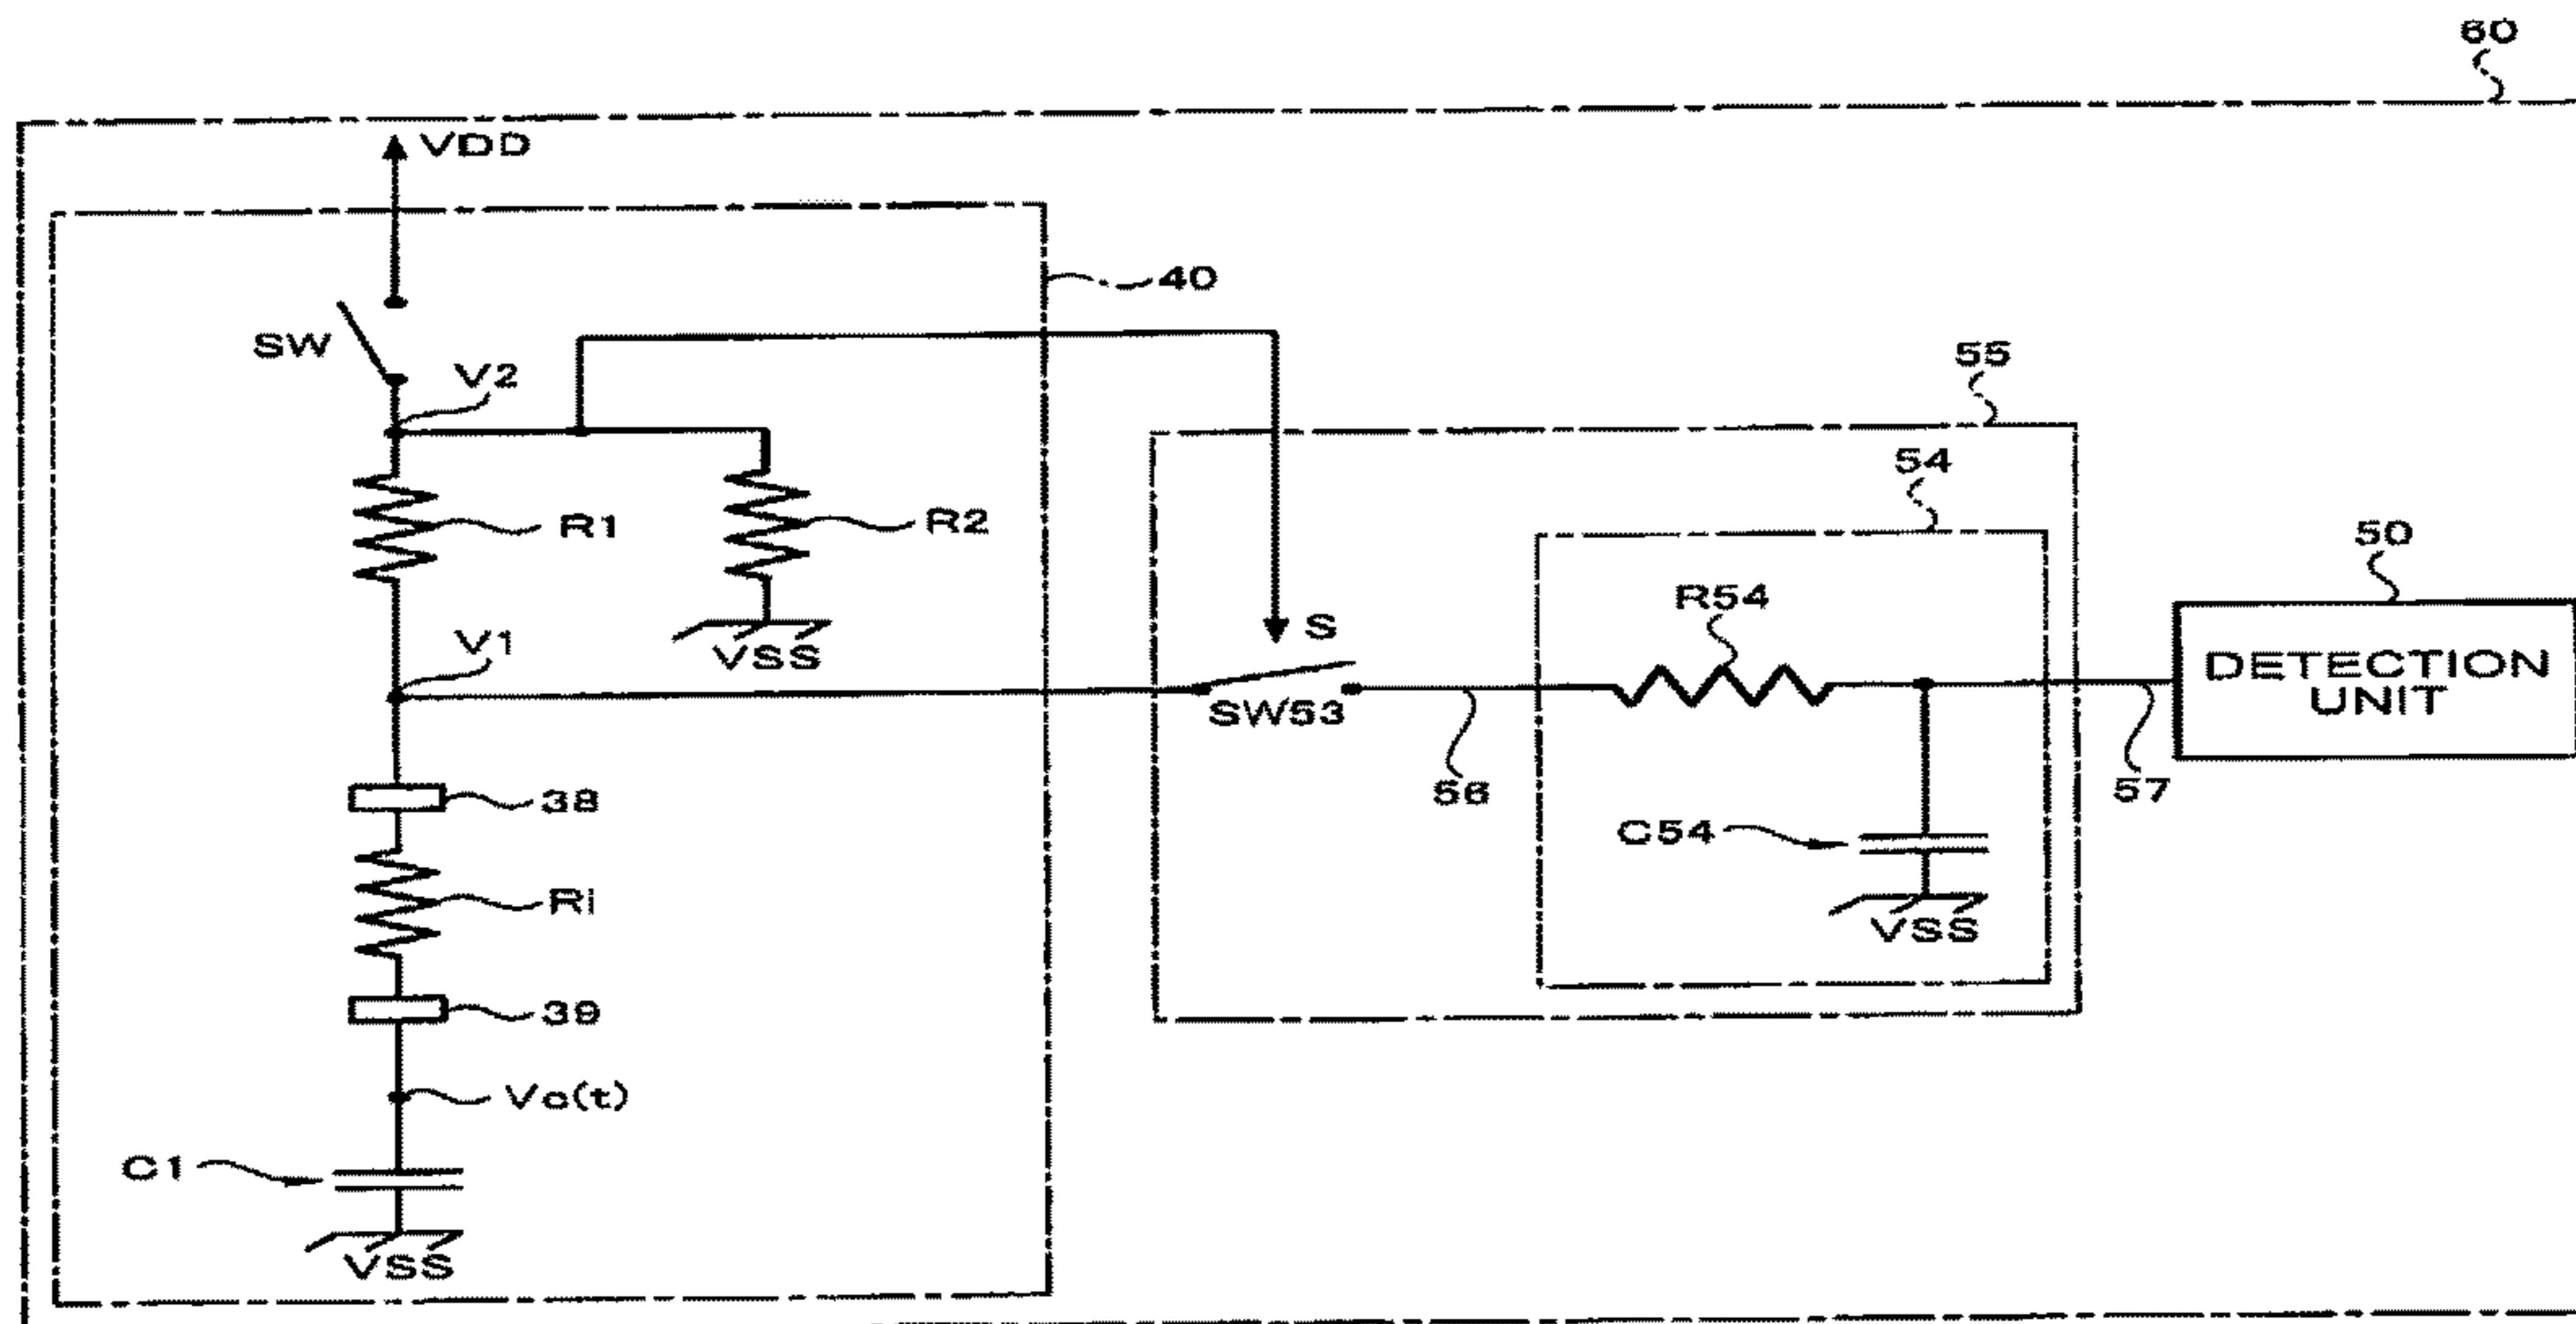 60
VDD
40
SW
V2
55
54
R1
R2
50
R54
S
V1
VSS
DETECTION
UNIT
SW53
56
57
38
C54
Ri
VSS
39
Vc(t)
C1
VSS